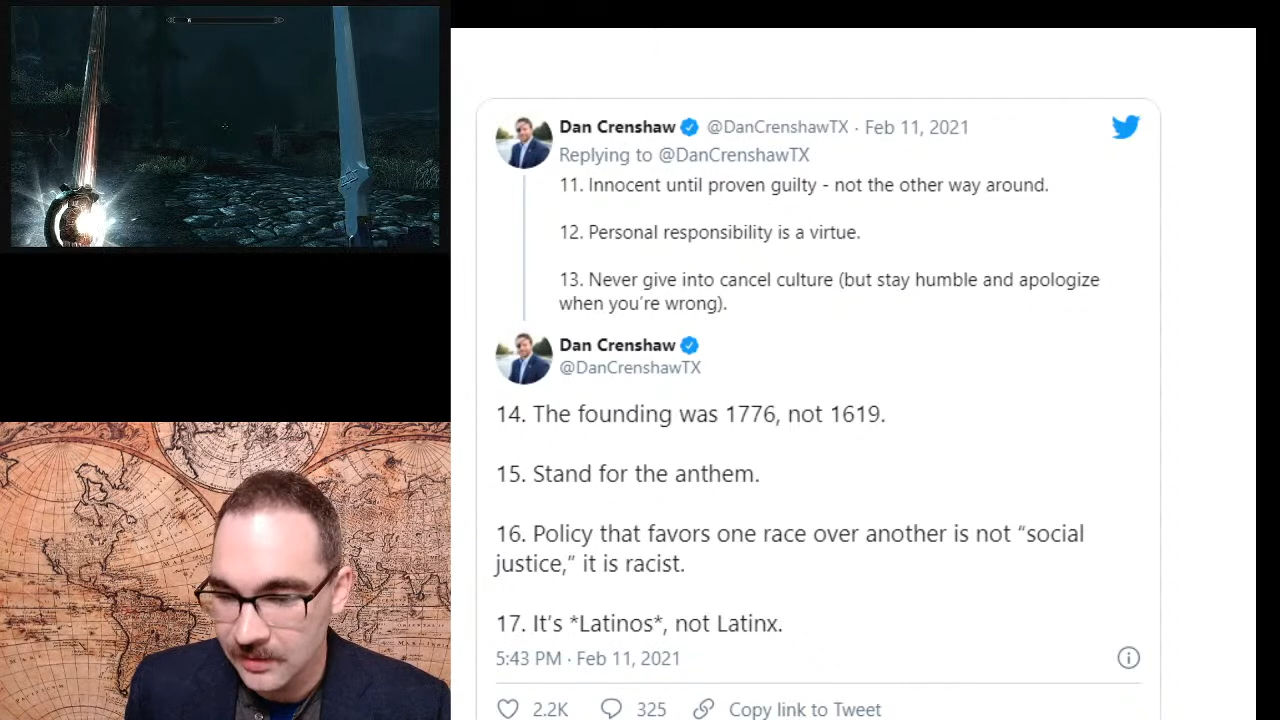 Dan Crenshaw @DanCrenshawTX · Feb 11, 2021
Replying to @DanCrenshawTX
11. Innocent until proven guilty - not the other way around.
12. Personal responsibility is a virtue.
13. Never give into cancel culture (but stay humble and apologize
when you're wrong).
Dan Crenshaw
@DanCrenshawTX
14. The founding was 1776, not 1619.
15. Stand for the anthem.
16. Policy that favors one race over another is not “social
justice,” it is racist.
17. It's *Latinos*, not Latinx.
5:43 PM · Feb 11, 2021
2.2K 325 Copy link to Tweet